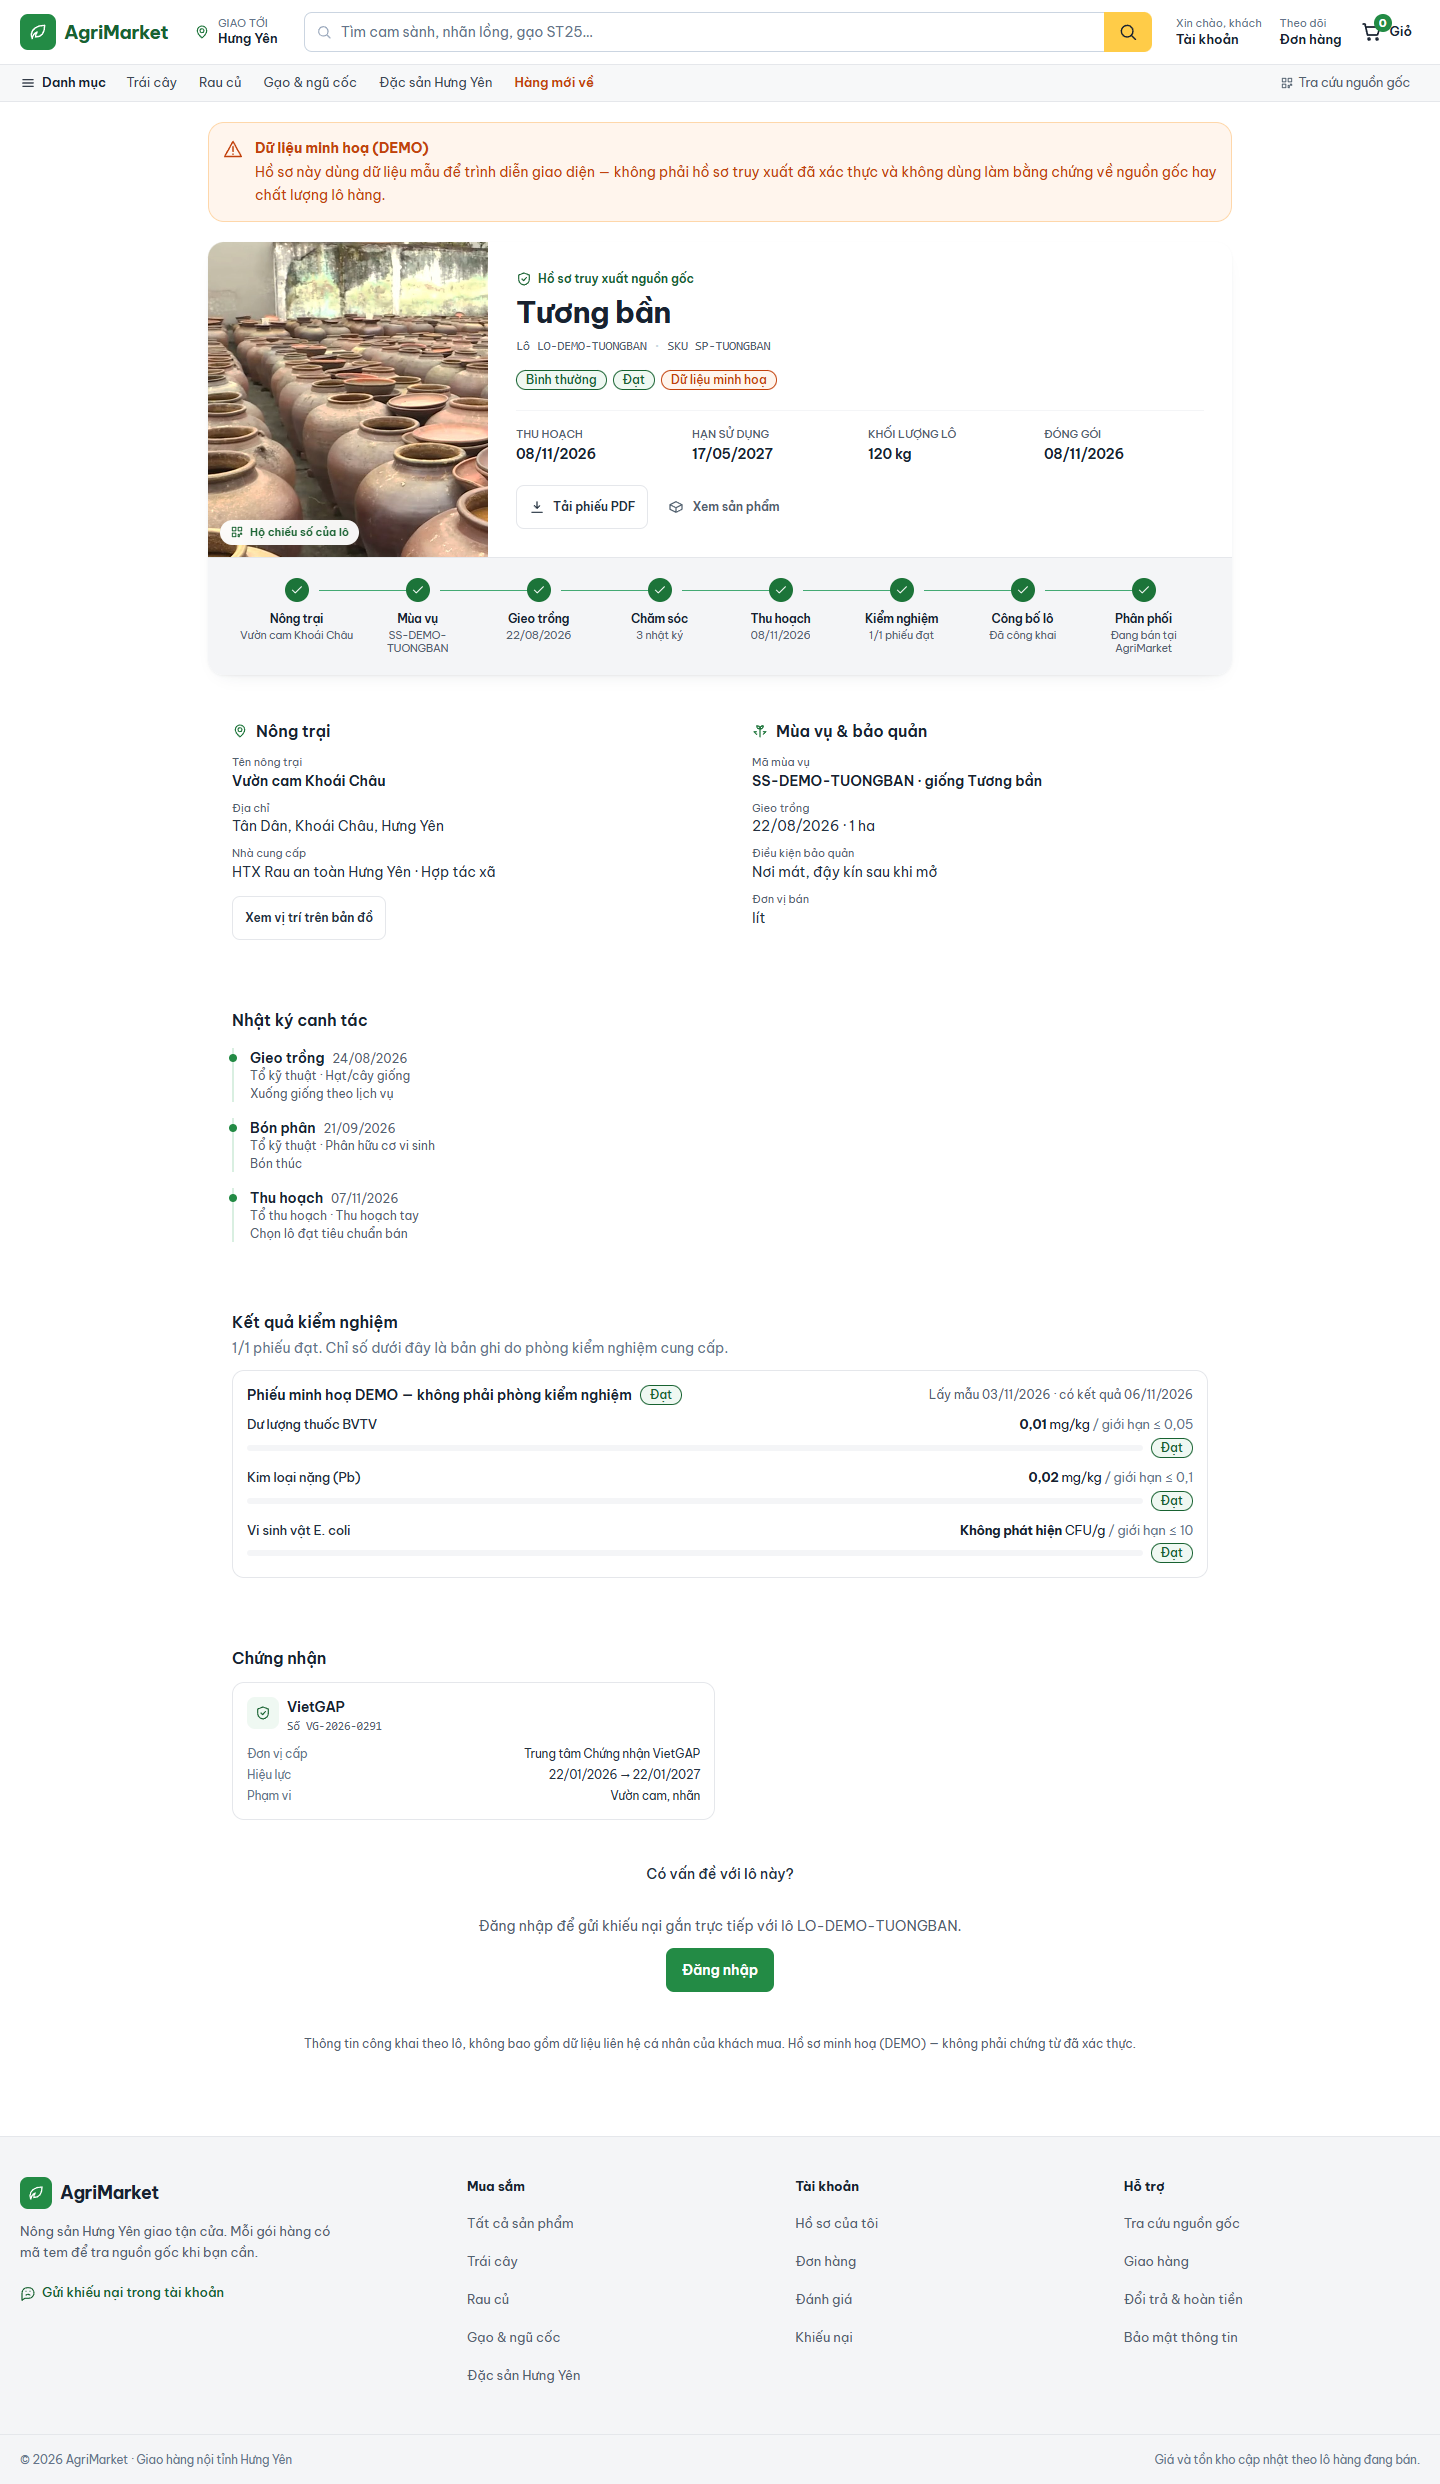 AgriMarket
GIAO TỚI
Hưng Yên
Tìm cam sành, nhãn lồng, gạo ST25...
Xin chào, khách
Tài khoản
Theo dõi
Đơn hàng
0
Giỏ
Danh mục
Trái cây
Rau củ
Gạo & ngũ cốc
Đặc sản Hưng Yên
Hàng mới về
Tra cứu nguồn gốc
Dữ liệu minh hoạ (DEMO)
Hồ sơ này dùng dữ liệu mẫu để trình diễn giao diện — không phải hồ sơ truy xuất đã xác thực và không dùng làm bằng chứng về nguồn gốc hay
chất lượng lô hàng.
Hồ sơ truy xuất nguồn gốc
Tương bần
Lô LO-DEMO-TUONGBAN · SKU SP-TUONGBAN
Bình thường
Đạt
Dữ liệu minh hoạ
THU HOẠCH
08/11/2026
HẠN SỬ DỤNG
17/05/2027
KHỐI LƯỢNG LÔ
120 kg
ĐÓNG GÓI
08/11/2026
Tải phiếu PDF
Xem sản phẩm
Hộ chiếu số của lô
Nông trại
Vườn cam Khoái Châu
Mùa vụ
SS-DEMO-
TUONGBAN
Gieo trồng
22/08/2026
Chăm sóc
3 nhật ký
Thu hoạch
08/11/2026
Kiểm nghiệm
1/1 phiếu đạt
Công bố lô
Đã công khai
Phân phối
Đang bán tại
AgriMarket
Nông trại
Tên nông trại
Vườn cam Khoái Châu
Địa chỉ
Tân Dân, Khoái Châu, Hưng Yên
Nhà cung cấp
HTX Rau an toàn Hưng Yên · Hợp tác xã
Xem vị trí trên bản đồ
Mùa vụ & bảo quản
Mã mùa vụ
SS-DEMO-TUONGBAN · giống Tương bần
Gieo trồng
22/08/2026 · 1 ha
Điều kiện bảo quản
Nơi mát, đậy kín sau khi mở
Đơn vị bán
lít
Nhật ký canh tác
Gieo trồng 24/08/2026
Tổ kỹ thuật · Hạt/cây giống
Xuống giống theo lịch vụ
Bón phân 21/09/2026
Tổ kỹ thuật · Phân hữu cơ vi sinh
Bón thúc
Thu hoạch 07/11/2026
Tổ thu hoạch · Thu hoạch tay
Chọn lô đạt tiêu chuẩn bán
Kết quả kiểm nghiệm
1/1 phiếu đạt. Chỉ số dưới đây là bản ghi do phòng kiểm nghiệm cung cấp.
Phiếu minh hoạ DEMO — không phải phòng kiểm nghiệm Đạt
Lấy mẫu 03/11/2026 · có kết quả 06/11/2026
Dư lượng thuốc BVTV
0,01 mg/kg / giới hạn ≤ 0,05
Đạt
Kim loại nặng (Pb)
0,02 mg/kg / giới hạn ≤ 0,1
Đạt
Vi sinh vật E. coli
Không phát hiện CFU/g / giới hạn ≤ 10
Đạt
Chứng nhận
VietGAP
Số VG-2026-0291
Đơn vị cấp
Trung tâm Chứng nhận VietGAP
Hiệu lực
22/01/2026 → 22/01/2027
Phạm vi
Vườn cam, nhãn
Có vấn đề với lô này?
Đăng nhập để gửi khiếu nại gắn trực tiếp với lô LO-DEMO-TUONGBAN.
Đăng nhập
Thông tin công khai theo lô, không bao gồm dữ liệu liên hệ cá nhân của khách mua. Hồ sơ minh hoạ (DEMO) — không phải chứng từ đã xác thực.
AgriMarket
Nông sản Hưng Yên giao tận cửa. Mỗi gói hàng có
mã tem để tra nguồn gốc khi bạn cần.
Gửi khiếu nại trong tài khoản
Mua sắm
Tất cả sản phẩm
Trái cây
Rau củ
Gạo & ngũ cốc
Đặc sản Hưng Yên
Tài khoản
Hồ sơ của tôi
Đơn hàng
Đánh giá
Khiếu nại
Hỗ trợ
Tra cứu nguồn gốc
Giao hàng
Đổi trả & hoàn tiền
Bảo mật thông tin
© 2026 AgriMarket · Giao hàng nội tỉnh Hưng Yên
Giá và tồn kho cập nhật theo lô hàng đang bán.